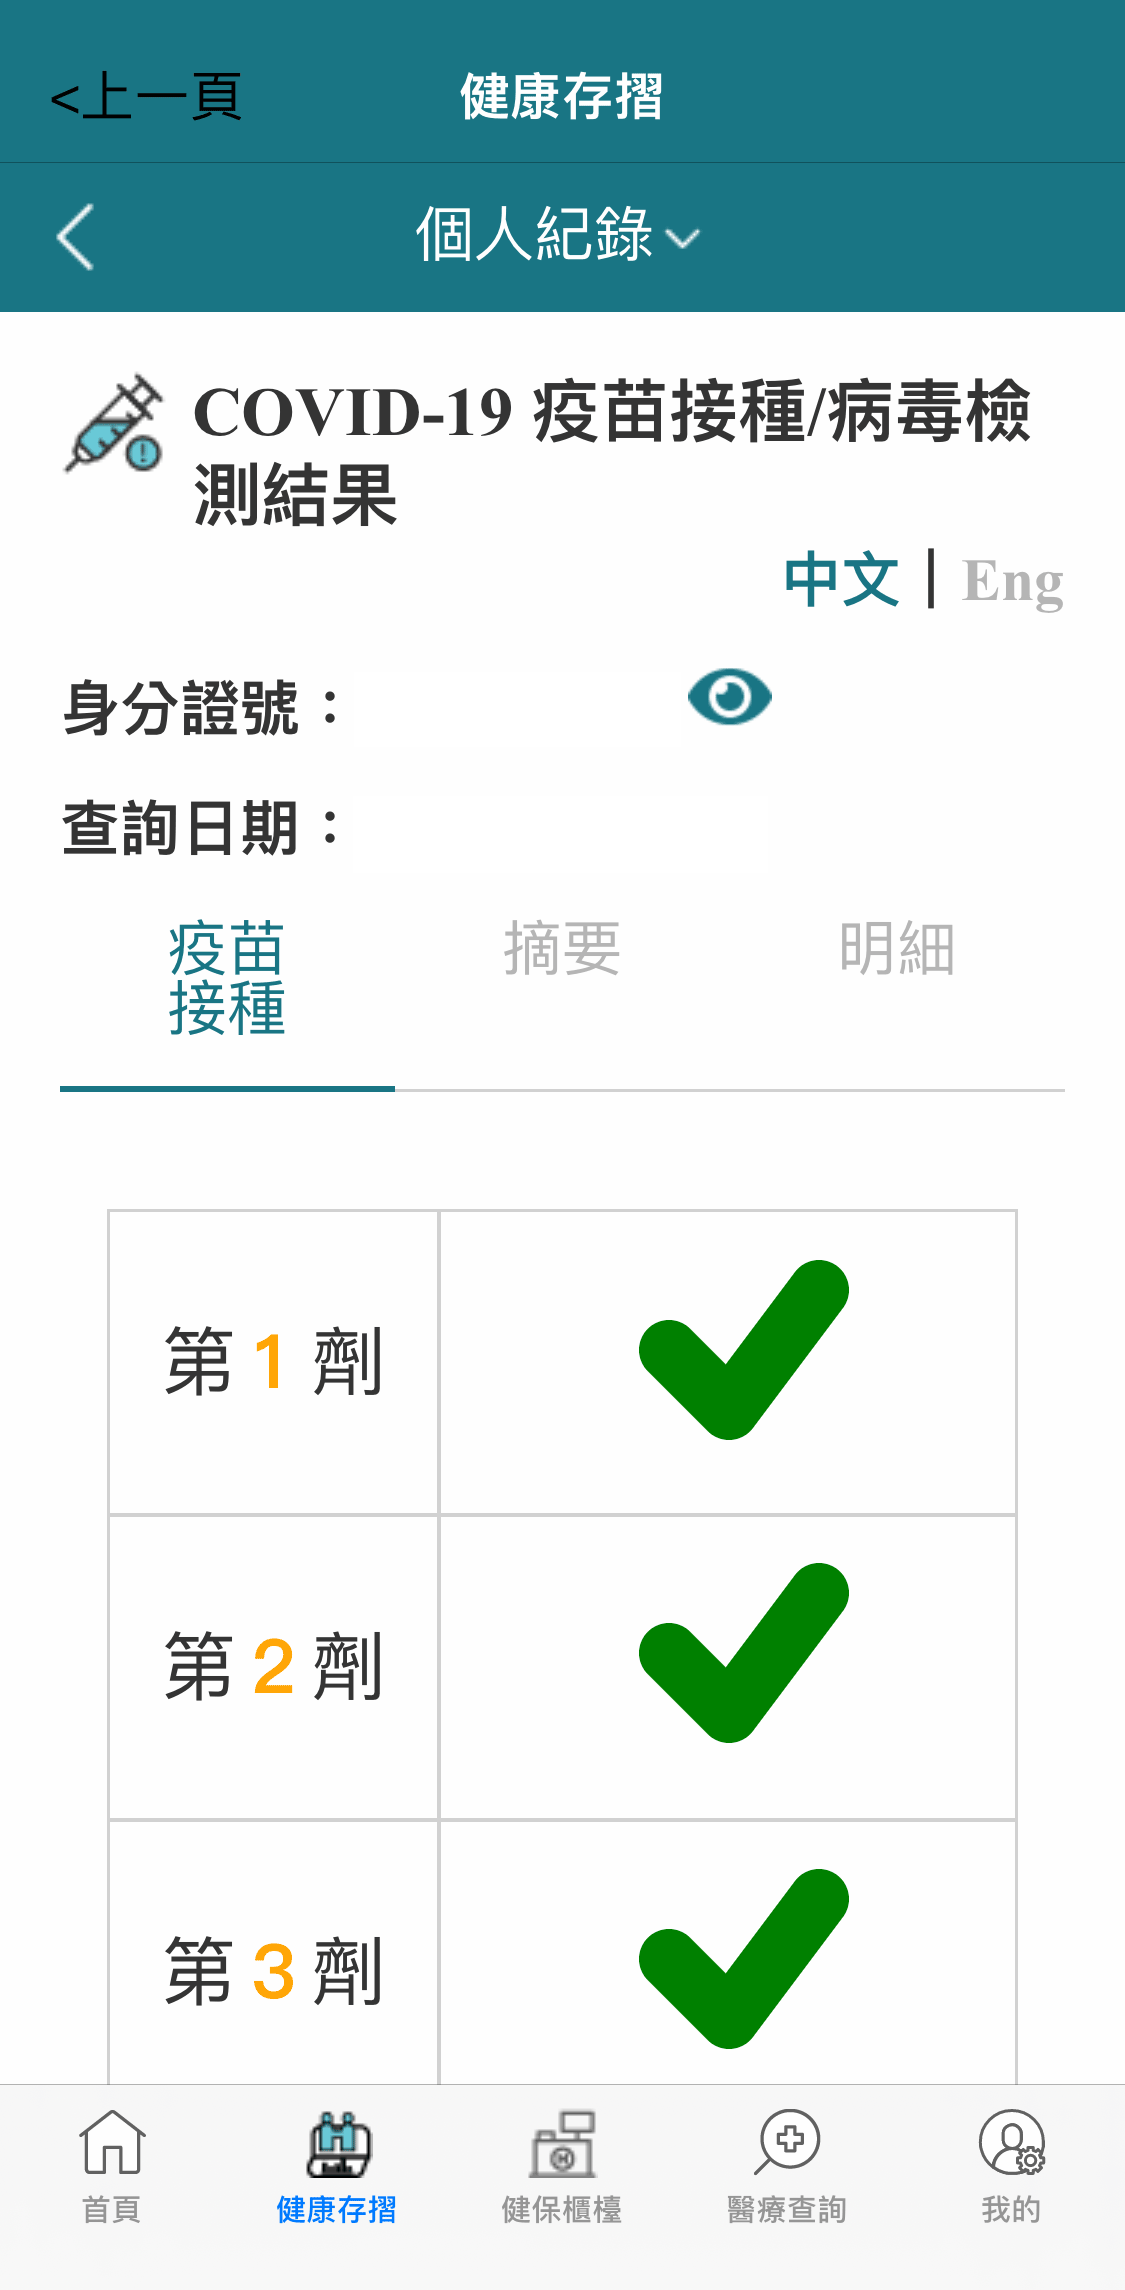 <上一頁
健康存摺
個人紀錄
COVID-19 疫苗接種/病毒檢
測結果
中文 | Eng
身分證號：
查詢日期：
疫苗
接種
摘要
明細
第 1 劑
第 2 劑
第 3 劑
首頁
健康存摺
健保櫃檯
醫療查詢
我的